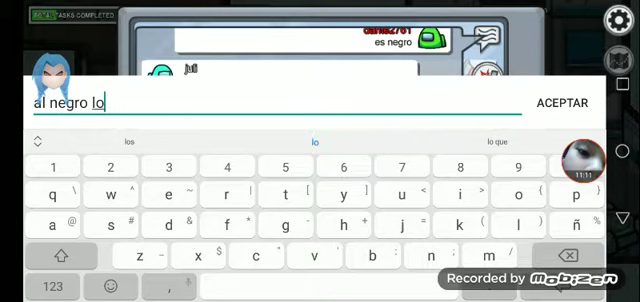 TASKS COMPLETED
es negro
juli
al negro lo
ACEPTAR
los lo lo que
1 2 3 4 5 6 7 8 9
11:11
q \ w ^ e ~ r | t [ y ] u < i > o { p }
a @ s # d & f * g - h + j = k ( l ) ñ %
z _ x $ c " v ' b : n ; m /
123 ,
Recorded by MOBIZEN